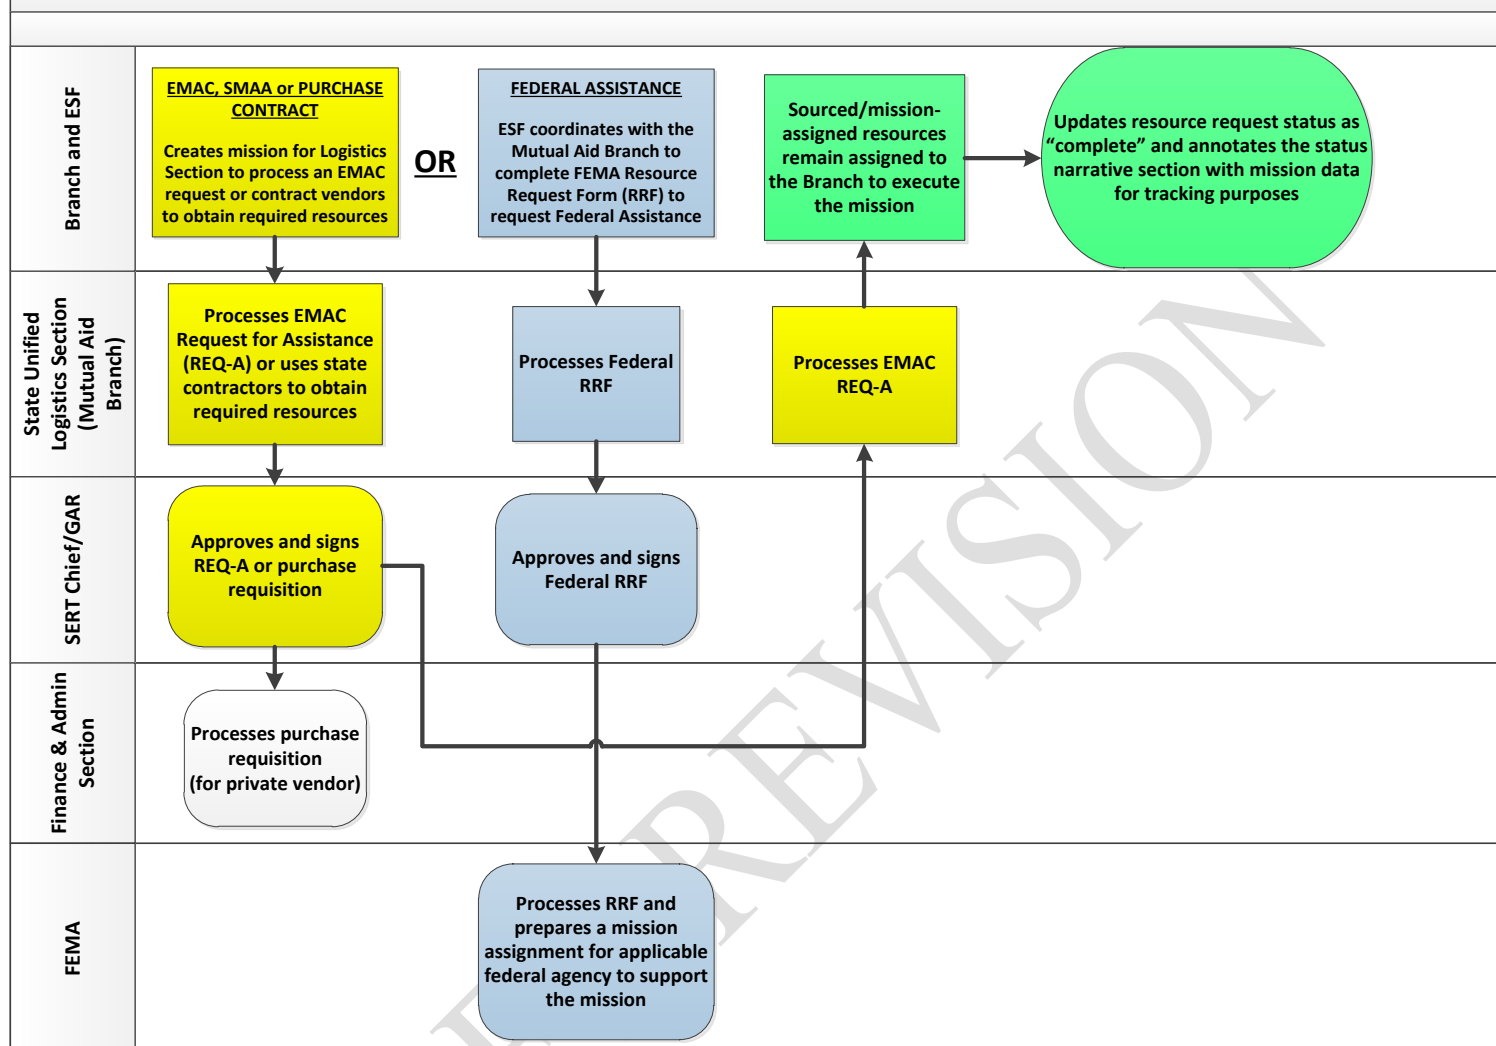 Branch and ESF
EMAC, SMAA or PURCHASE
CONTRACT
Creates mission for Logistics
Section to process an EMAC
request or contract vendors
to obtain required resources
OR
FEDERAL ASSISTANCE
ESF coordinates with the
Mutual Aid Branch to
complete FEMA Resource
Request Form (RRF) to
request Federal Assistance
Sourced/mission-
assigned resources
remain assigned to
the Branch to execute
the mission
Updates resource request status as
“complete” and annotates the status
narrative section with mission data
for tracking purposes
State Unified
Logistics Section
(Mutual Aid
Branch)
Processes EMAC
Request for Assistance
(REQ-A) or uses state
contractors to obtain
required resources
Processes Federal
RRF
Processes EMAC
REQ-A
SERT Chief/GAR
Approves and signs
REQ-A or purchase
requisition
Approves and signs
Federal RRF
Finance & Admin
Section
Processes purchase
requisition
(for private vendor)
FEMA
Processes RRF and
prepares a mission
assignment for applicable
federal agency to support
the mission
REVISION